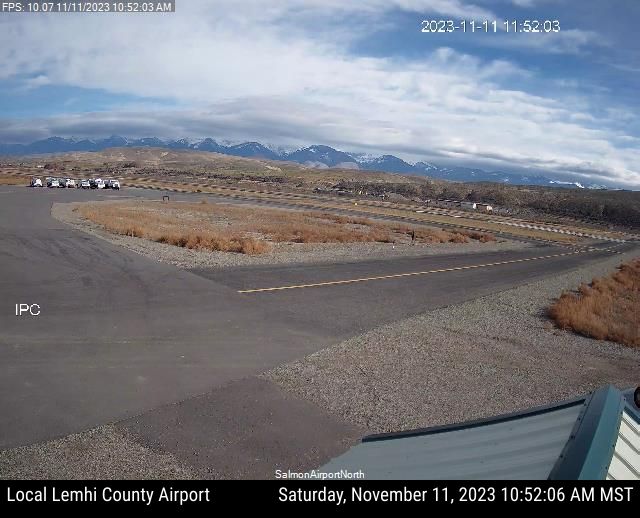 FPS: 10.07 11/11/2023 10:52:03 AM
2023-11-11 11:52:03
IPC
SalmonAirportNorth
Local Lemhi County Airport Saturday, November 11, 2023 10:52:06 AM MST